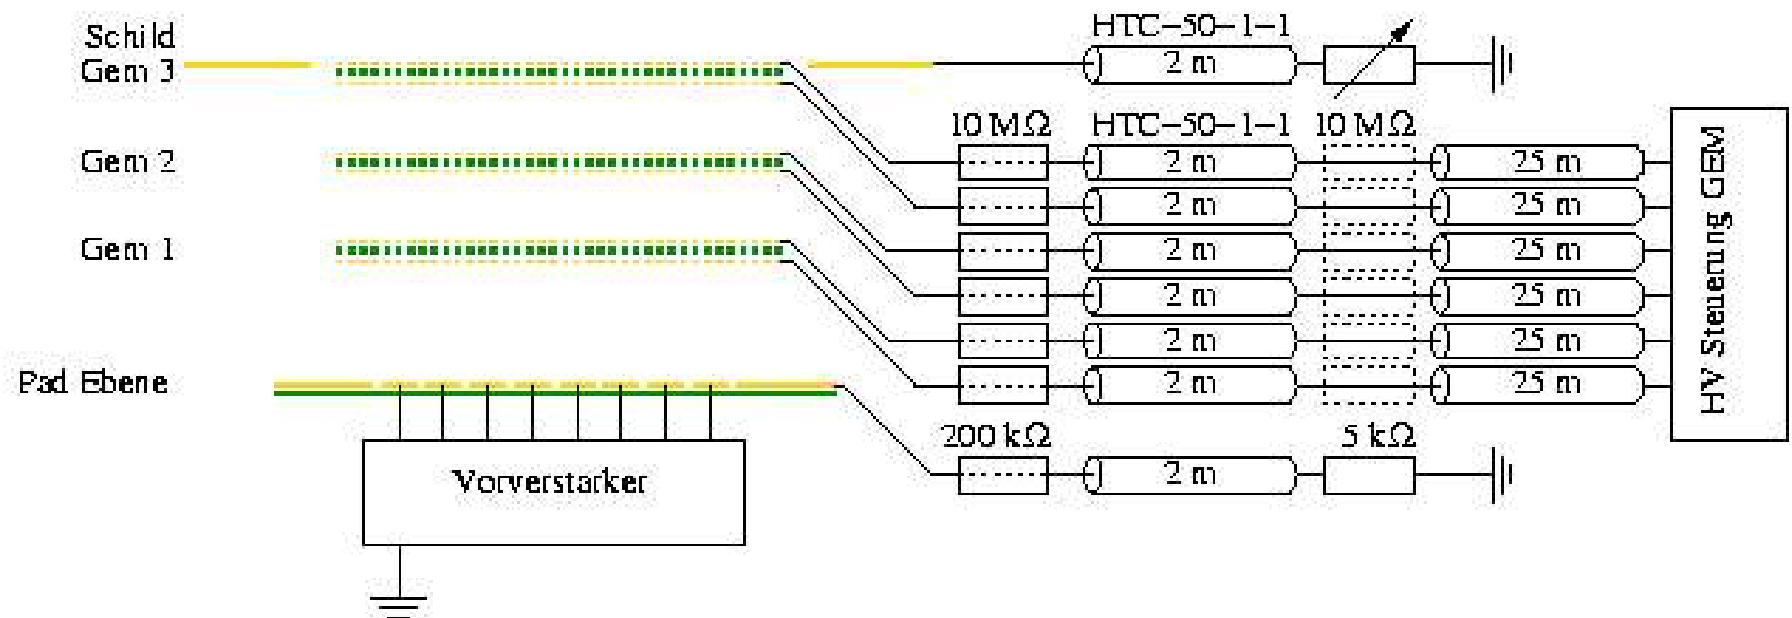 Schild
HTC-50-1-1
Gem 3
2 m
10 MΩ
HTC-50-1-1
10 MΩ
Gem 2
2 m
25 m
2 m
25 m
Gem 1
2 m
25 m
2 m
25 m
2 m
25 m
Pad Ebene
2 m
25 m
HV Steuerung GEM
200 kΩ
5 kΩ
Vorverstarker
2 m